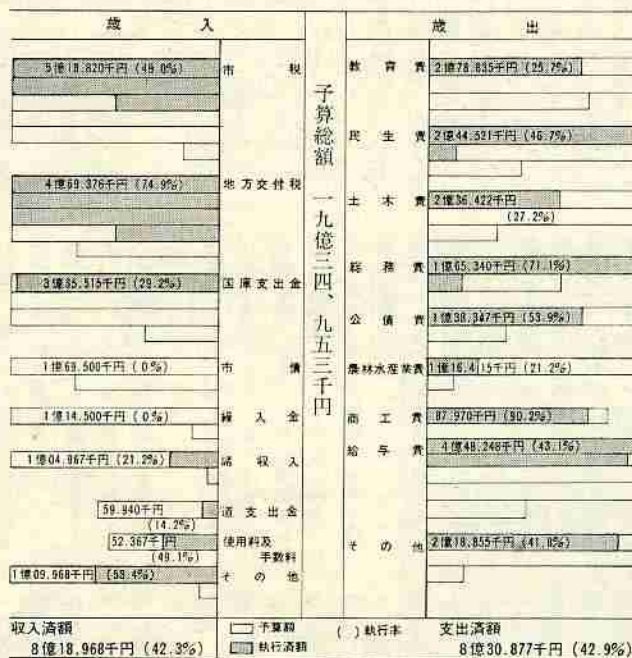 歳入
歳出
5億18.820千円 (49.0%)
市税
4億69.376千円 (74.9%)
地方交付税
3億35.515千円 (29.2%)
国庫支出金
1億69.500千円 (0%)
市債
1億14.500千円 (0%)
繰入金
1億04.867千円 (21.2%)
諸収入
59.940千円
(14.2%)
道支出金
52.367千円
(49.1%)
使用料及
手数料
1億09.968千円 (53.4%)
その他
予算総額 一九億三四、九五三千円
教育費
2億78.835千円 (25.7%)
民生費
2億44.521千円 (46.7%)
土木費
2億36.422千円
(27.2%)
総務費
1億65.340千円 (71.1%)
公債費
1億38.347千円 (53.9%)
農林水産業費
1億16.415千円 (21.2%)
商工費
87.970千円 (90.2%)
給与費
4億48.248千円 (43.1%)
その他
2億18.855千円 (41.8%)
収入済額
8億18.968千円 (42.3%)
予算額
( ) 執行率
執行済額
支出済額
8億30.877千円 (42.9%)